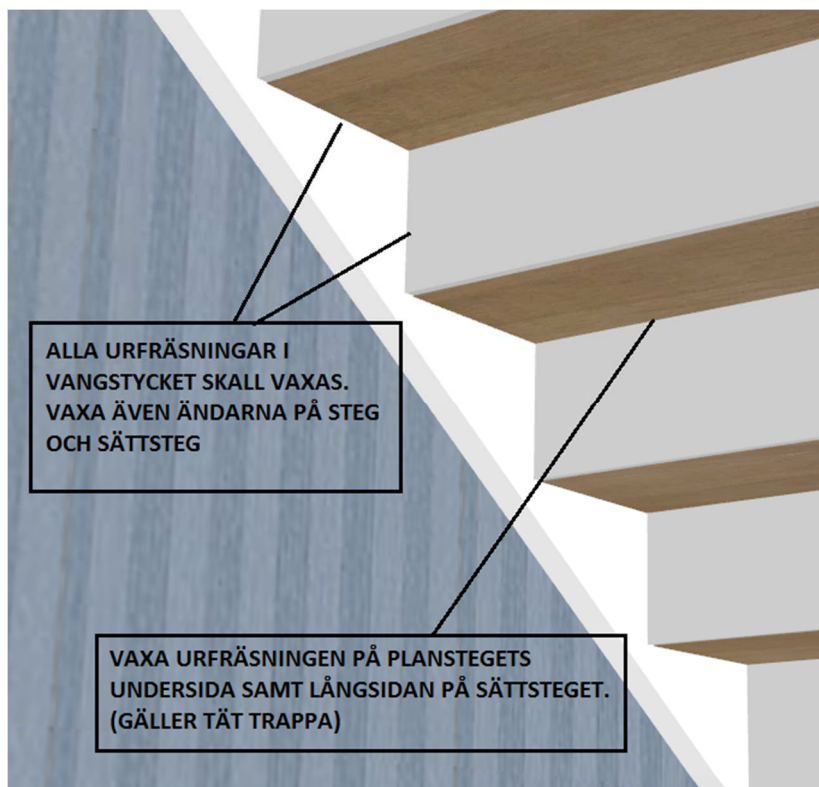 ALLA URFRÄSNINGAR I
VANGSTYCKET SKALL VAXAS.
VAXA ÄVEN ÄNDARNA PÅ STEG
OCH SÄTTSTEG
VAXA URFRÄSNINGEN PÅ PLANSTEGETS
UNDERSIDA SAMT LÅNGSIDAN PÅ SÄTTSTEGET.
(GÄLLER TÄT TRAPPA)